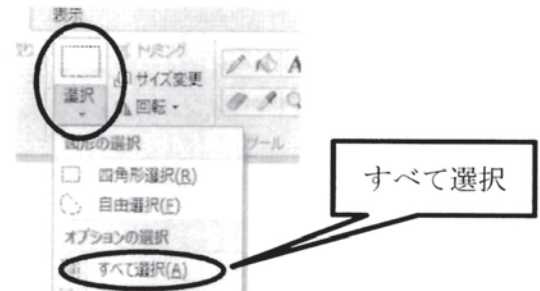 表示
トリミング
サイズ変更
選択
回転
A
図形の選択
ツール
四角形選択(R)
自由選択(F)
オプションの選択
すべて選択(A)
すべて選択